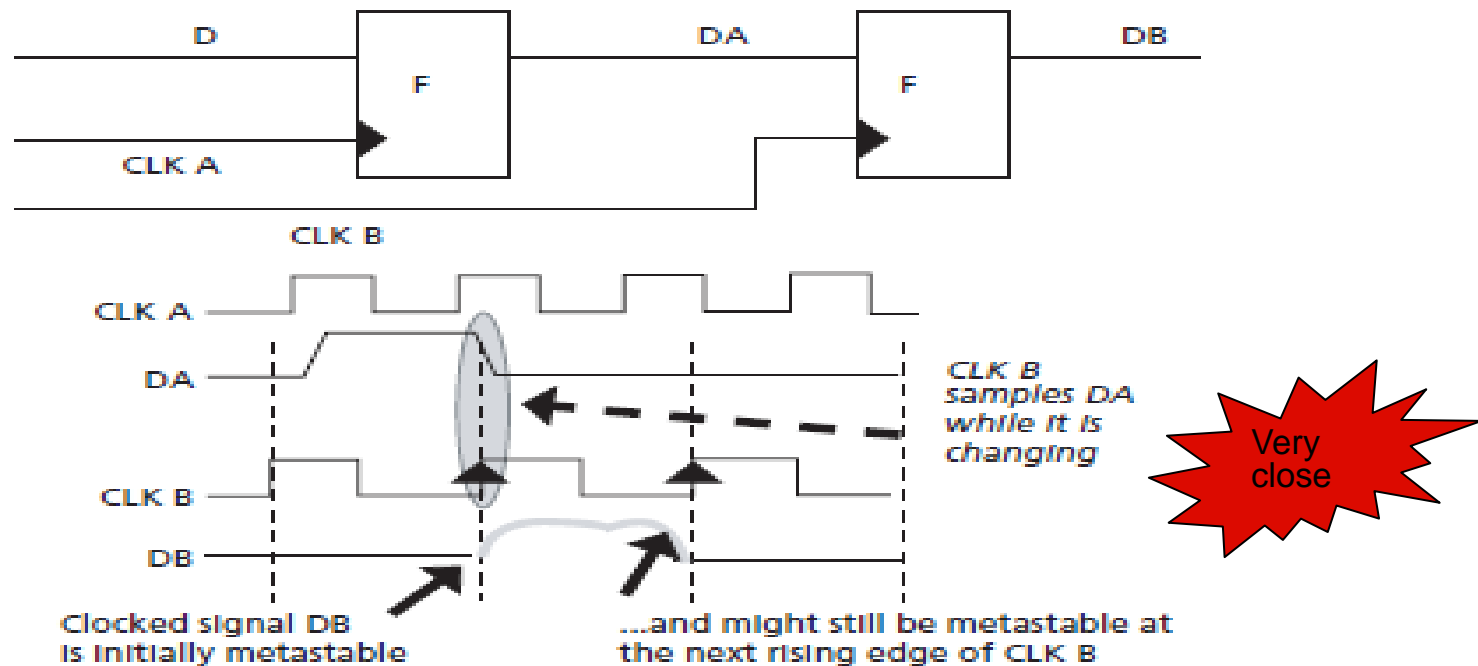 D
DA
DB
F
F
CLK A
CLK B
CLK A
DA
CLK B
samples DA
while it is
changing
Very
close
CLK B
DB
Clocked signal DB
is initially metastable
...and might still be metastable at
the next rising edge of CLK B